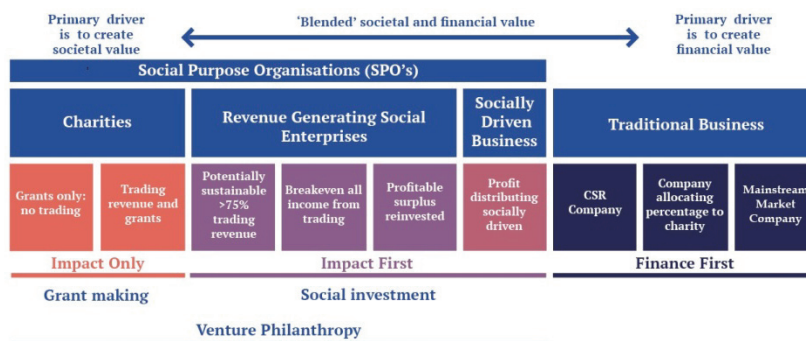 Primary driver
is to create
societal value
‘Blended’ societal and financial value
Primary driver
is to create
financial value
Social Purpose Organisations (SPO’s)
Charities
Revenue Generating Social
Enterprises
Socially
Driven
Business
Traditional Business
Grants only:
no trading
Trading
revenue and
grants
Potentially
sustainable
>75%
trading
revenue
Breakeven all
income from
trading
Profitable
surplus
reinvested
Profit
distributing
socially
driven
CSR
Company
Company
allocating
percentage to
charity
Mainstream
Market
Company
Impact Only
Impact First
Finance First
Grant making
Social investment
Venture Philanthropy